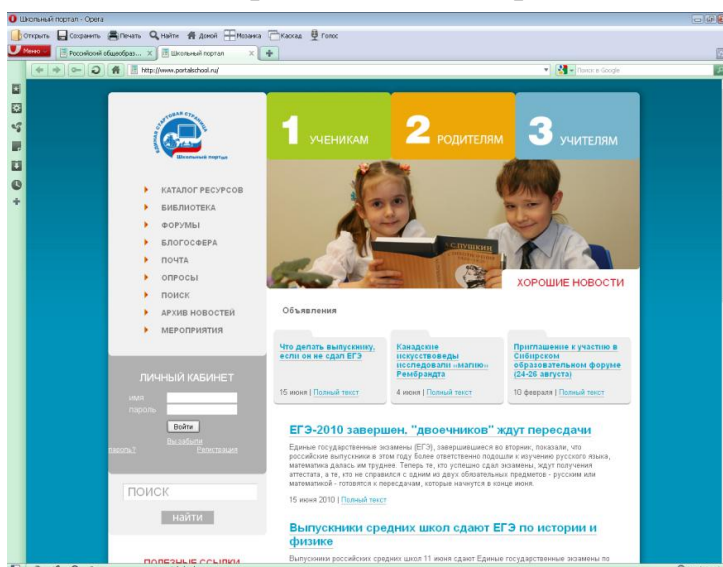 Школьный портал - Opera
Открыть Сохранить Печать Найти Домой Мозаика Каскад Голос
Меню Российский общеобраз... Школьный портал
http://www.portalschool.ru/ Поиск в Google
ЕДИНАЯ СТАРТОВАЯ СТРАНИЦА
Школьный портал
1 УЧЕНИКАМ
2 РОДИТЕЛЯМ
3 УЧИТЕЛЯМ
КАТАЛОГ РЕСУРСОВ
БИБЛИОТЕКА
ФОРУМЫ
БЛОГОСФЕРА
ПОЧТА
ОПРОСЫ
ПОИСК
АРХИВ НОВОСТЕЙ
МЕРОПРИЯТИЯ
С.ПУШКИН
ХОРОШИЕ НОВОСТИ
Объявления
Что делать выпускнику,
если он не сдал ЕГЭ
15 июня | Полный текст
Канадские
искусствоведы
исследовали «магию»
Рембрандта
4 июня | Полный текст
Приглашение к участию в
Сибирском
образовательном форуме
(24-26 августа)
10 февраля | Полный текст
ЛИЧНЫЙ КАБИНЕТ
имя
пароль
Войти
Вы забыли
пароль? Регистрация
ПОИСК
найти
ПОЛЕЗНЫЕ ССЫЛКИ
ЕГЭ-2010 завершен, "двоечников" ждут пересдачи
Единые государственные экзамены (ЕГЭ), завершившиеся во вторник, показали, что
российские выпускники в этом году более ответственно подошли к изучению русского языка,
математика далась им труднее. Теперь те, кто успешно сдал экзамены, ждут получения
аттестата, а те, кто не справился с одним из двух обязательных предметов - русским или
математикой - готовятся к пересдачам, которые начнутся в конце июня.
15 июня 2010 | Полный текст
Выпускники средних школ сдают ЕГЭ по истории и
физике
Выпускники российских средних школ 11 июня сдают Единые государственные экзамены по